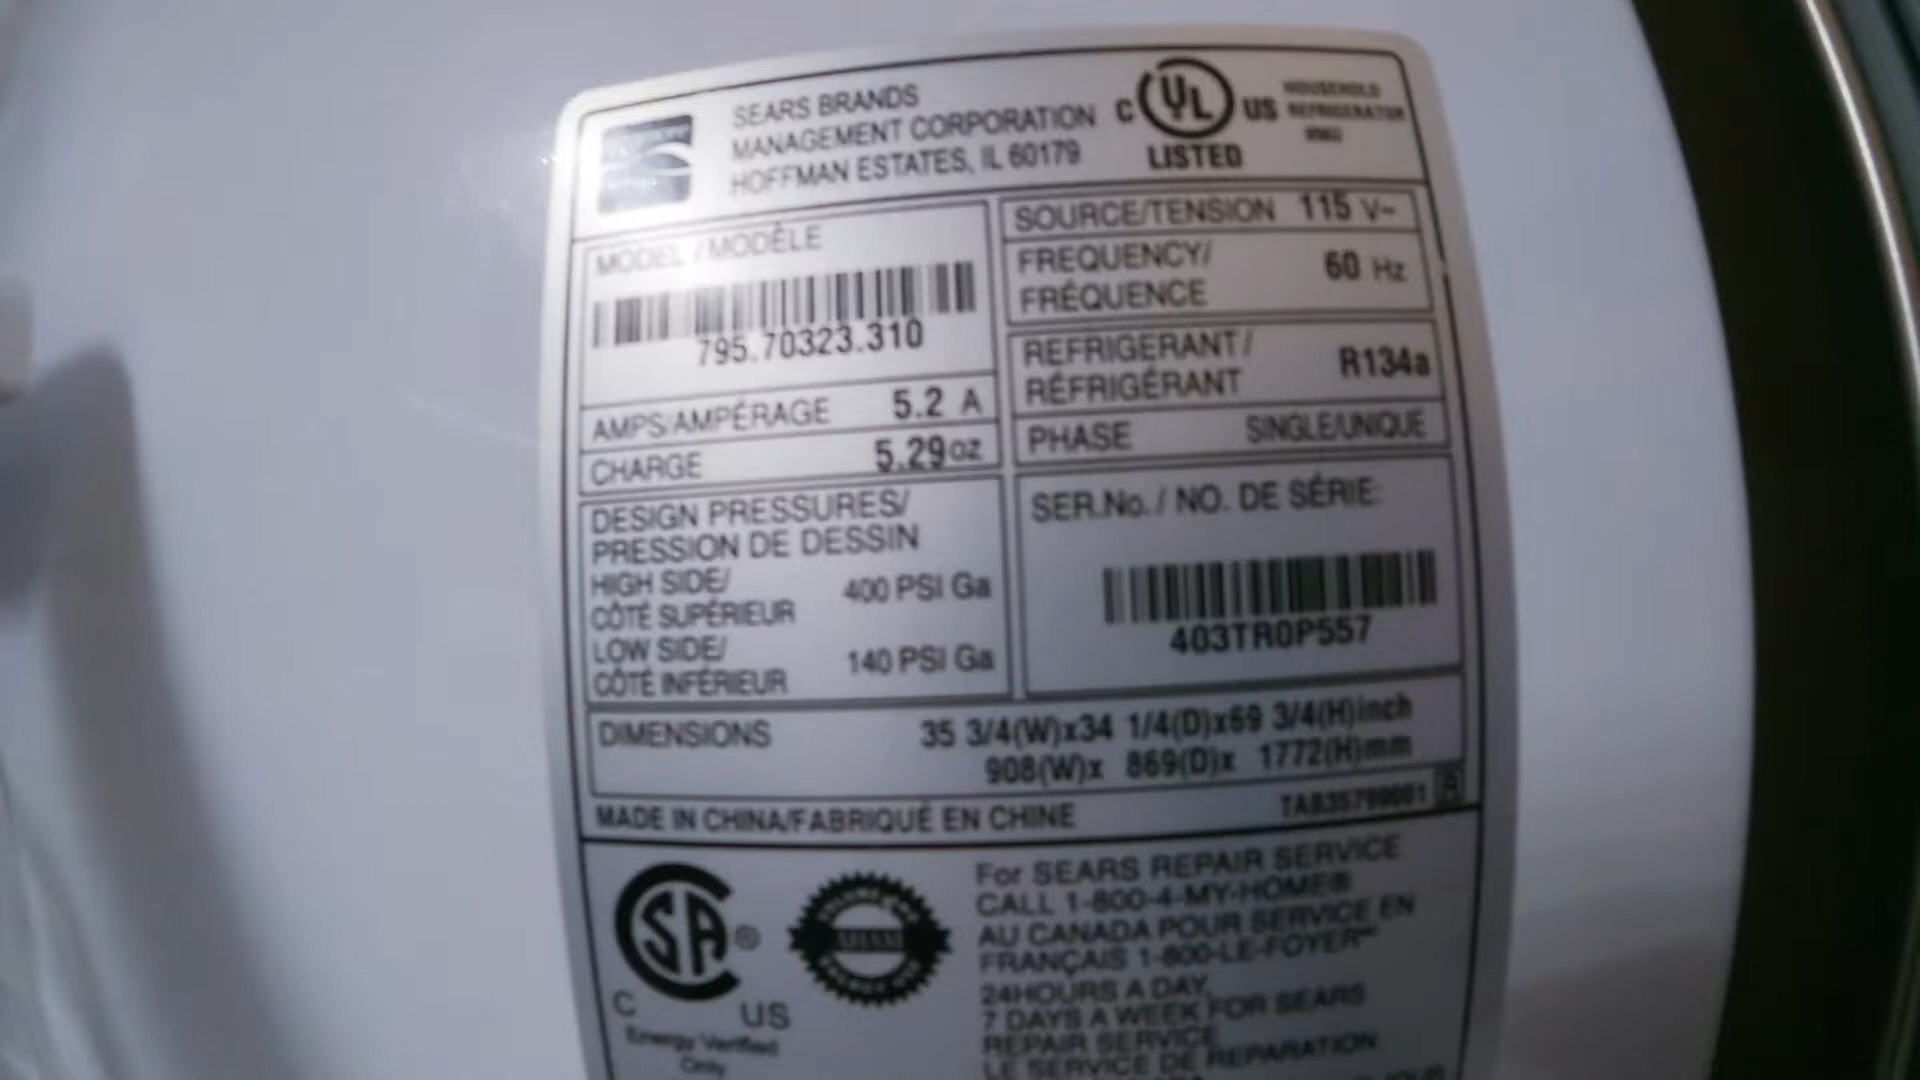 SEARS BRANDS
MANAGEMENT CORPORATION
HOFFMAN ESTATES, IL 60179
C UL US
LISTED
HOUSEHOLD
REFRIGERATOR
MODEL / MODÈLE
795.70323.310
AMPS/AMPÉRAGE 5.2 A
CHARGE 5.29 oz
DESIGN PRESSURES/
PRESSION DE DESSIN
HIGH SIDE/
CÔTÉ SUPÉRIEUR 400 PSI Ga
LOW SIDE/
CÔTÉ INFÉRIEUR 140 PSI Ga
SOURCE/TENSION 115 V~
FREQUENCY/
FRÉQUENCE 60 Hz
REFRIGERANT/
RÉFRIGÉRANT R134a
PHASE SINGLE/UNIQUE
SER.No. / NO. DE SÉRIE:
403TR0P557
DIMENSIONS 35 3/4(W)x34 1/4(D)x69 3/4(H)inch
908(W)x 869(D)x 1772(H)mm
MADE IN CHINA/FABRIQUÉ EN CHINE
SA ®
C US
Energy Verified
Only
For SEARS REPAIR SERVICE
CALL 1-800-4-MY-HOME®
AU CANADA POUR SERVICE EN
FRANÇAIS 1-800-LE-FOYER
24HOURS A DAY,
7 DAYS A WEEK FOR SEARS
REPAIR SERVICE
LE SERVICE DE REPARATION